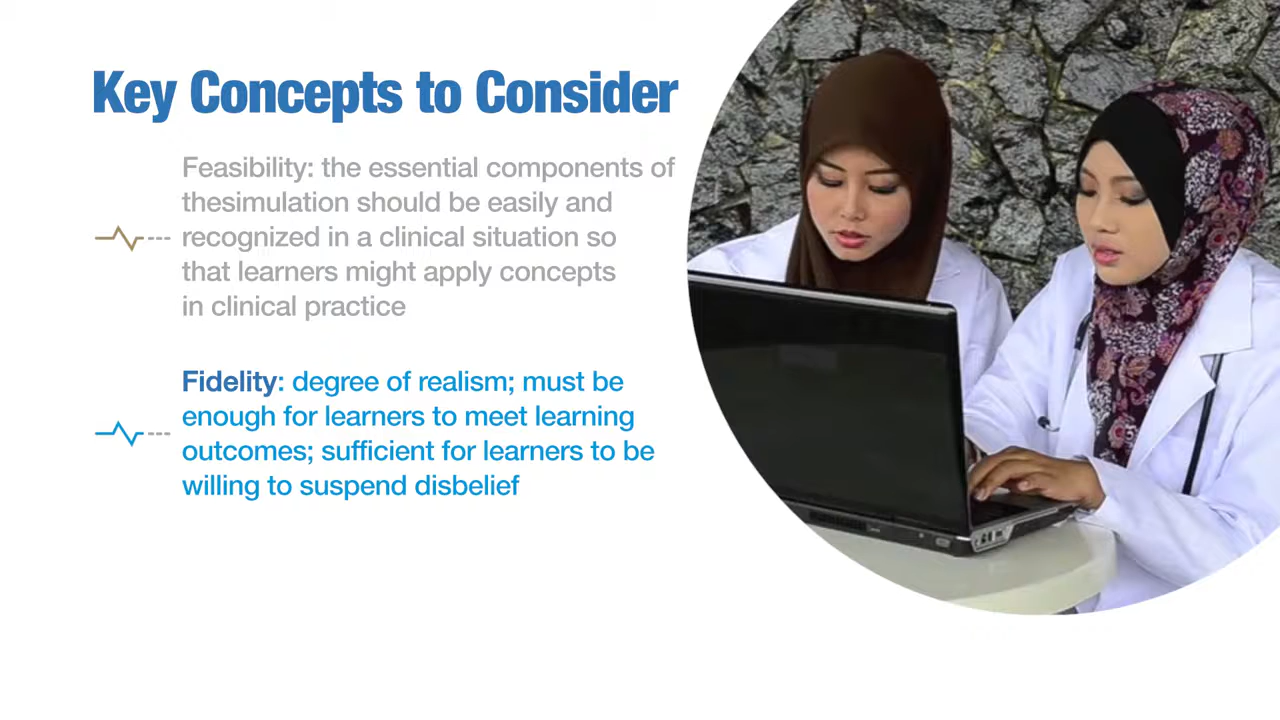 Key Concepts to Consider
Feasibility: the essential components of
thesimulation should be easily and
recognized in a clinical situation so
that learners might apply concepts
in clinical practice
Fidelity: degree of realism; must be
enough for learners to meet learning
outcomes; sufficient for learners to be
willing to suspend disbelief